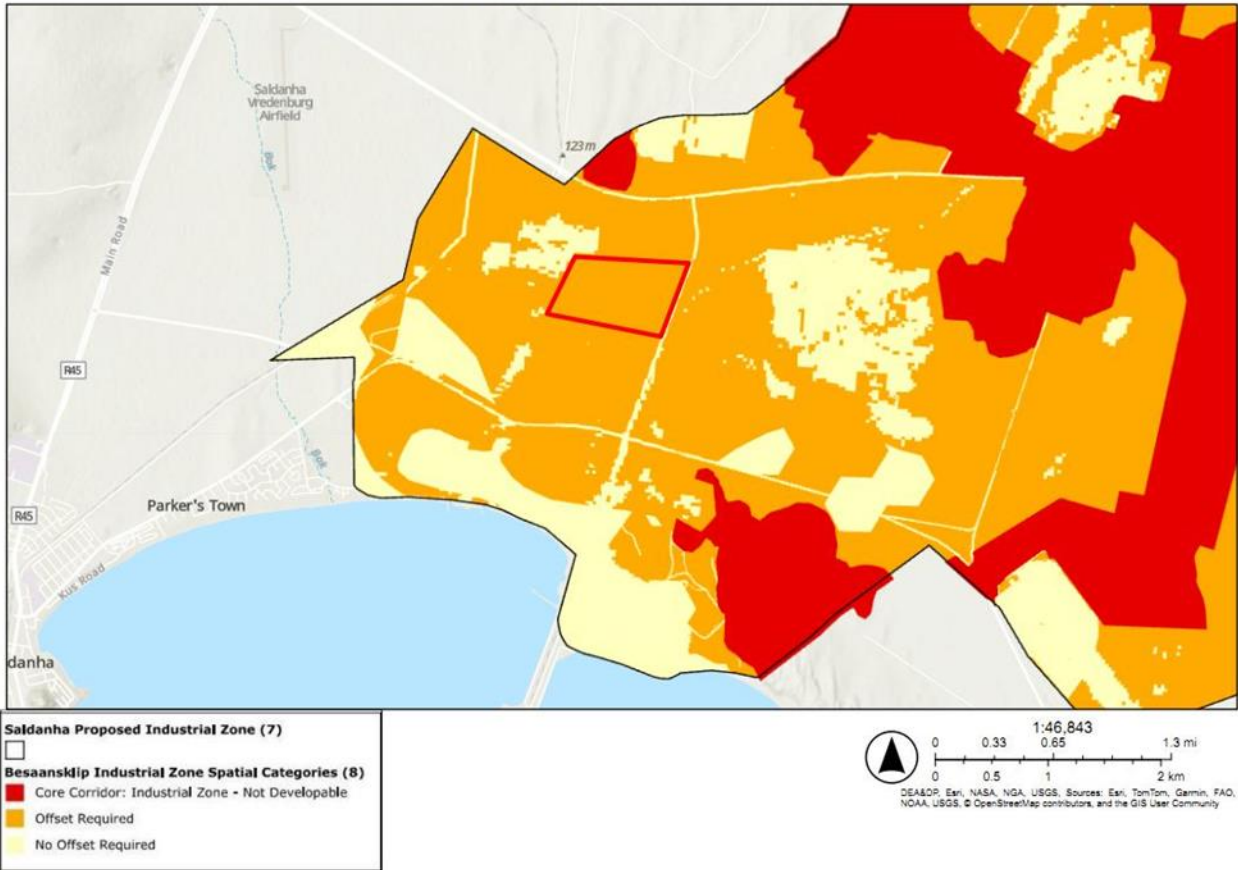 Saldanha
Vredenburg
Airfield
123 m
Bok
Main Road
R45
Bok
Parker's Town
R45
Kus Road
danha
Saldanha Proposed Industrial Zone (7)
Besaansklip Industrial Zone Spatial Categories (8)
Core Corridor: Industrial Zone - Not Developable
Offset Required
No Offset Required
1:46,843
0 0.33 0.65 1.3 mi
0 0.5 1 2 km
DEA&DP, Esri, NASA, NGA, USGS, Sources: Esri, TomTom, Garmin, FAO,
NOAA, USGS, © OpenStreetMap contributors, and the GIS User Community